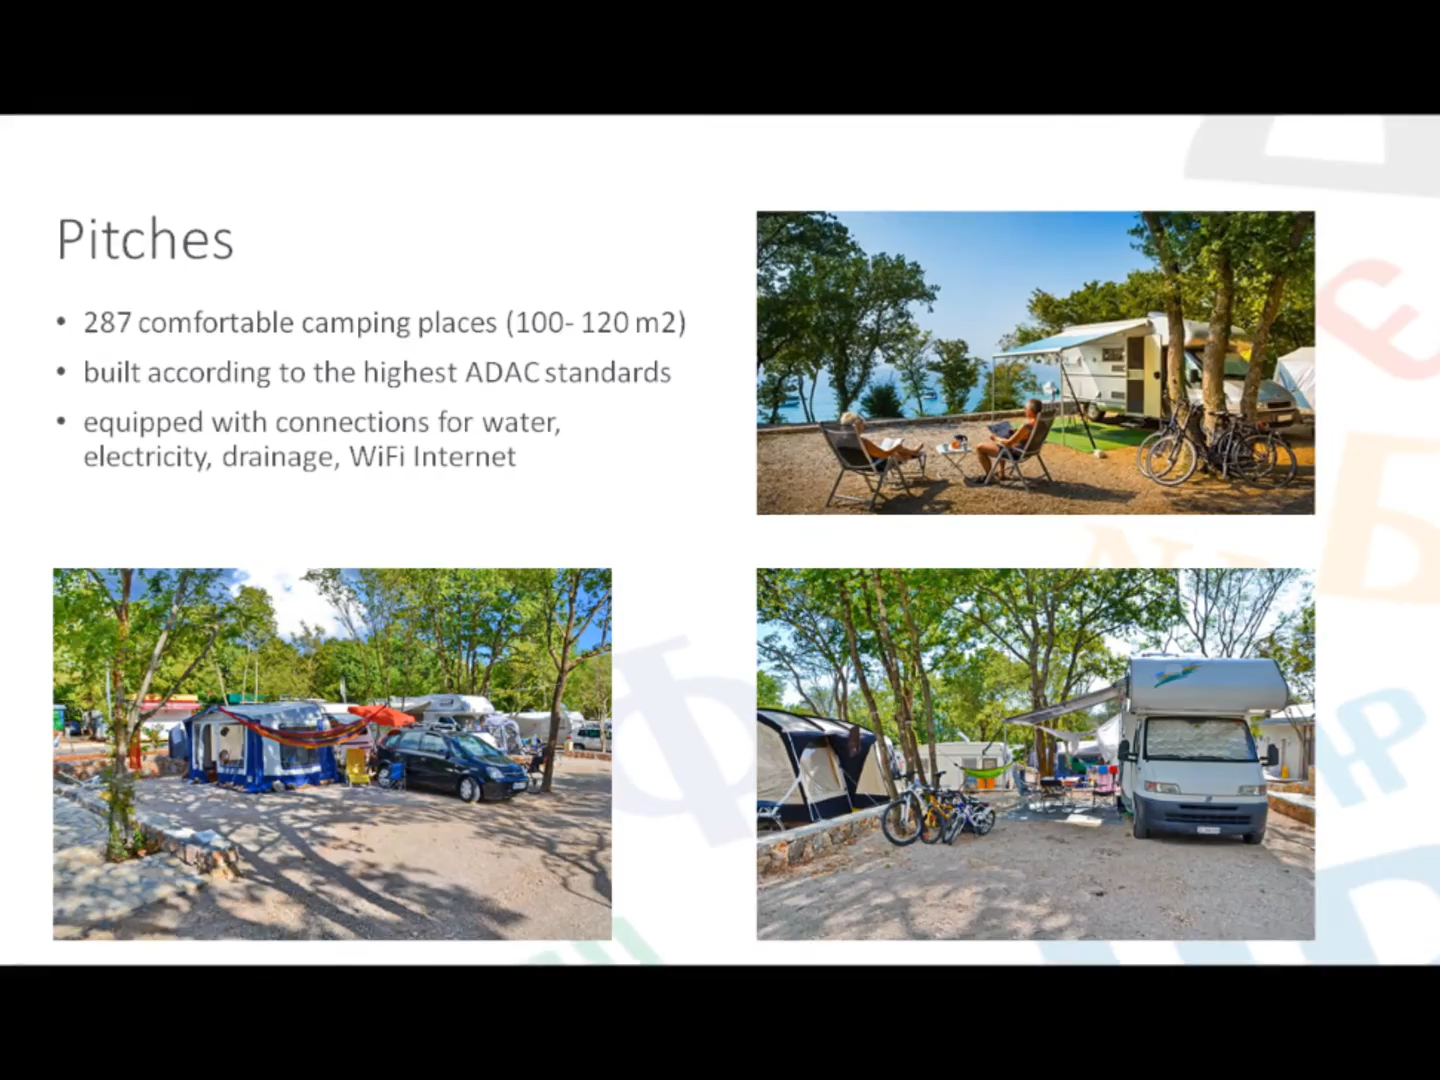 Pitches
• 287 comfortable camping places (100- 120 m2)
• built according to the highest ADAC standards
• equipped with connections for water,
electricity, drainage, WiFi Internet